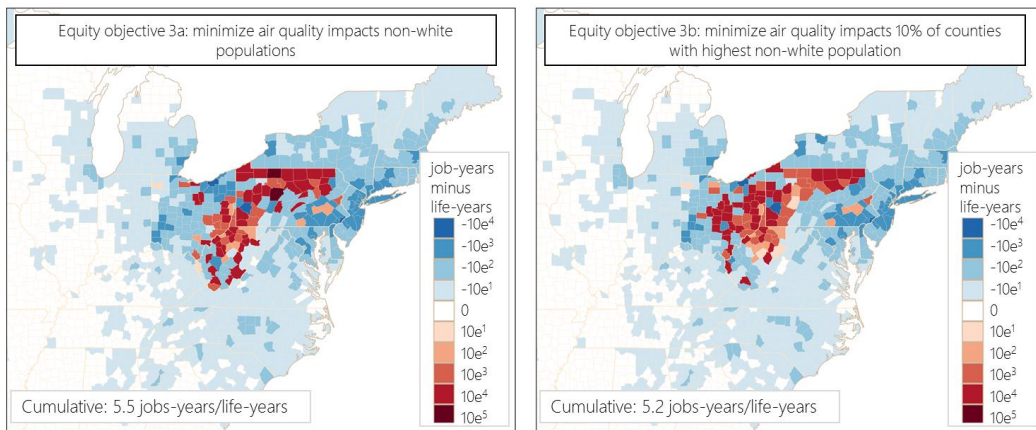 Equity objective 3a: minimize air quality impacts non-white
populations
job-years
minus
life-years
-10e⁴
-10e³
-10e²
-10e¹
0
10e¹
10e²
10e³
10e⁴
10e⁵
Cumulative: 5.5 jobs-years/life-years
Equity objective 3b: minimize air quality impacts 10% of counties
with highest non-white population
job-years
minus
life-years
-10e⁴
-10e³
-10e²
-10e¹
0
10e¹
10e²
10e³
10e⁴
10e⁵
Cumulative: 5.2 jobs-years/life-years